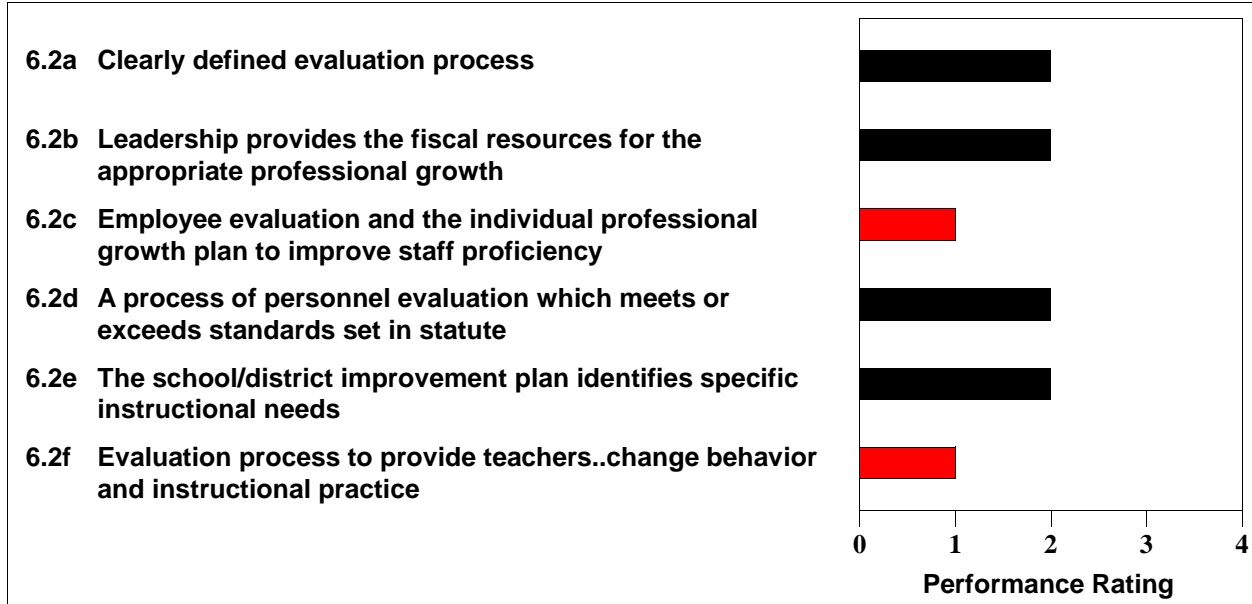 6.2a Clearly defined evaluation process
6.2b Leadership provides the fiscal resources for the
appropriate professional growth
6.2c Employee evaluation and the individual professional
growth plan to improve staff proficiency
6.2d A process of personnel evaluation which meets or
exceeds standards set in statute
6.2e The school/district improvement plan identifies specific
instructional needs
6.2f Evaluation process to provide teachers..change behavior
and instructional practice
0 1 2 3 4
Performance Rating